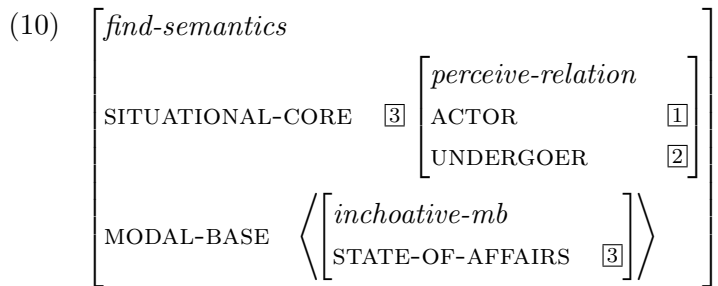 (10)
find-semantics
SITUATIONAL-CORE 3
perceive-relation
ACTOR 1
UNDERGOER 2
MODAL-BASE
inchoative-mb
STATE-OF-AFFAIRS 3